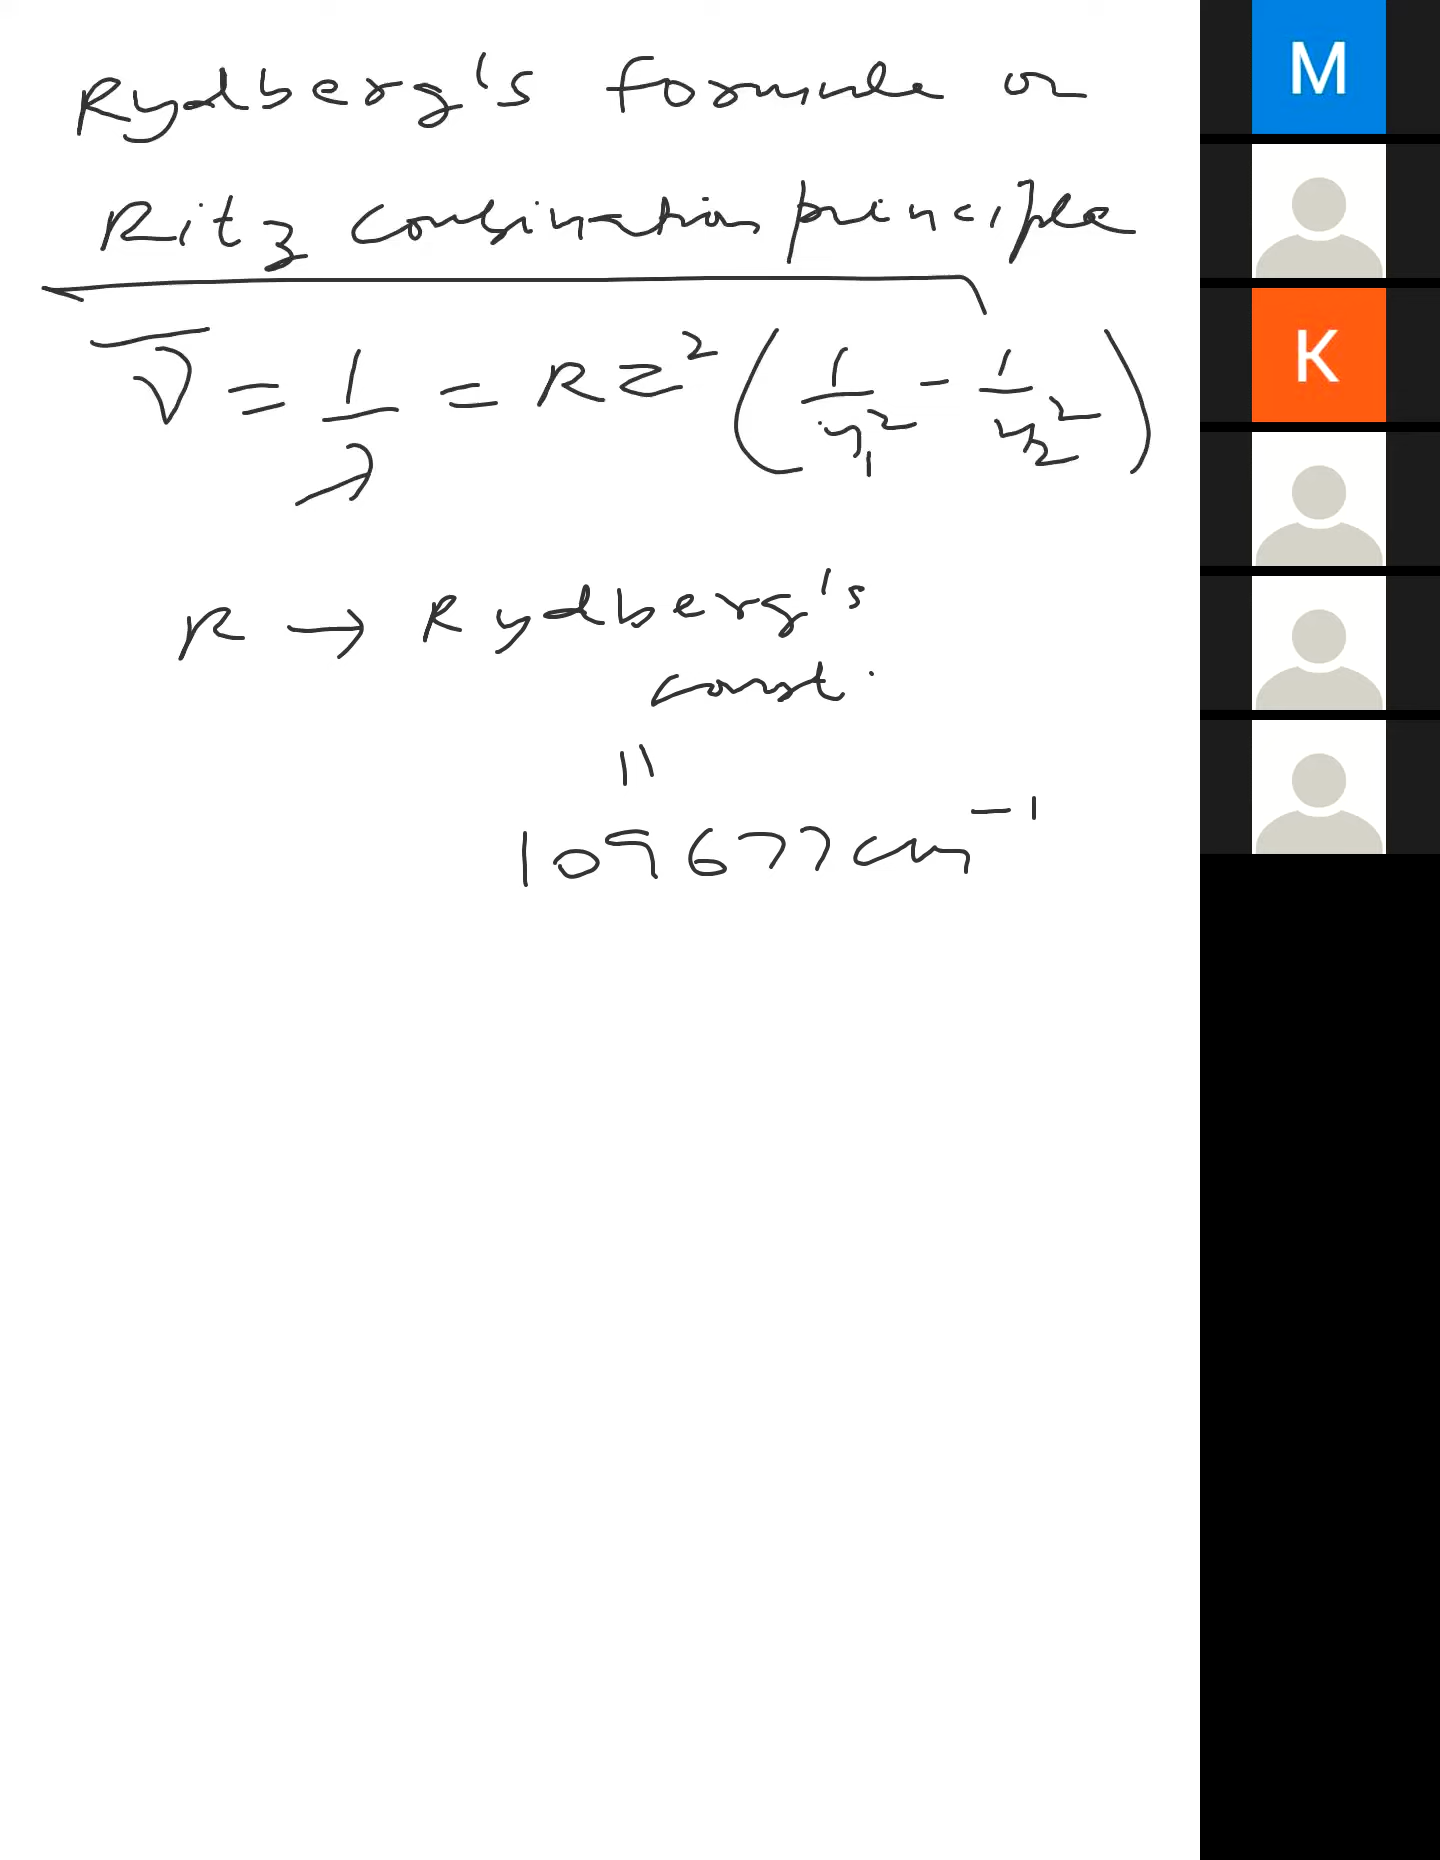 Rydberg's formula or
Ritz combination principle
ν̅ = 1/λ = RZ² (1/n₁² - 1/n₂²)
R → Rydberg's
const.
||
109677 cm⁻¹
M
K